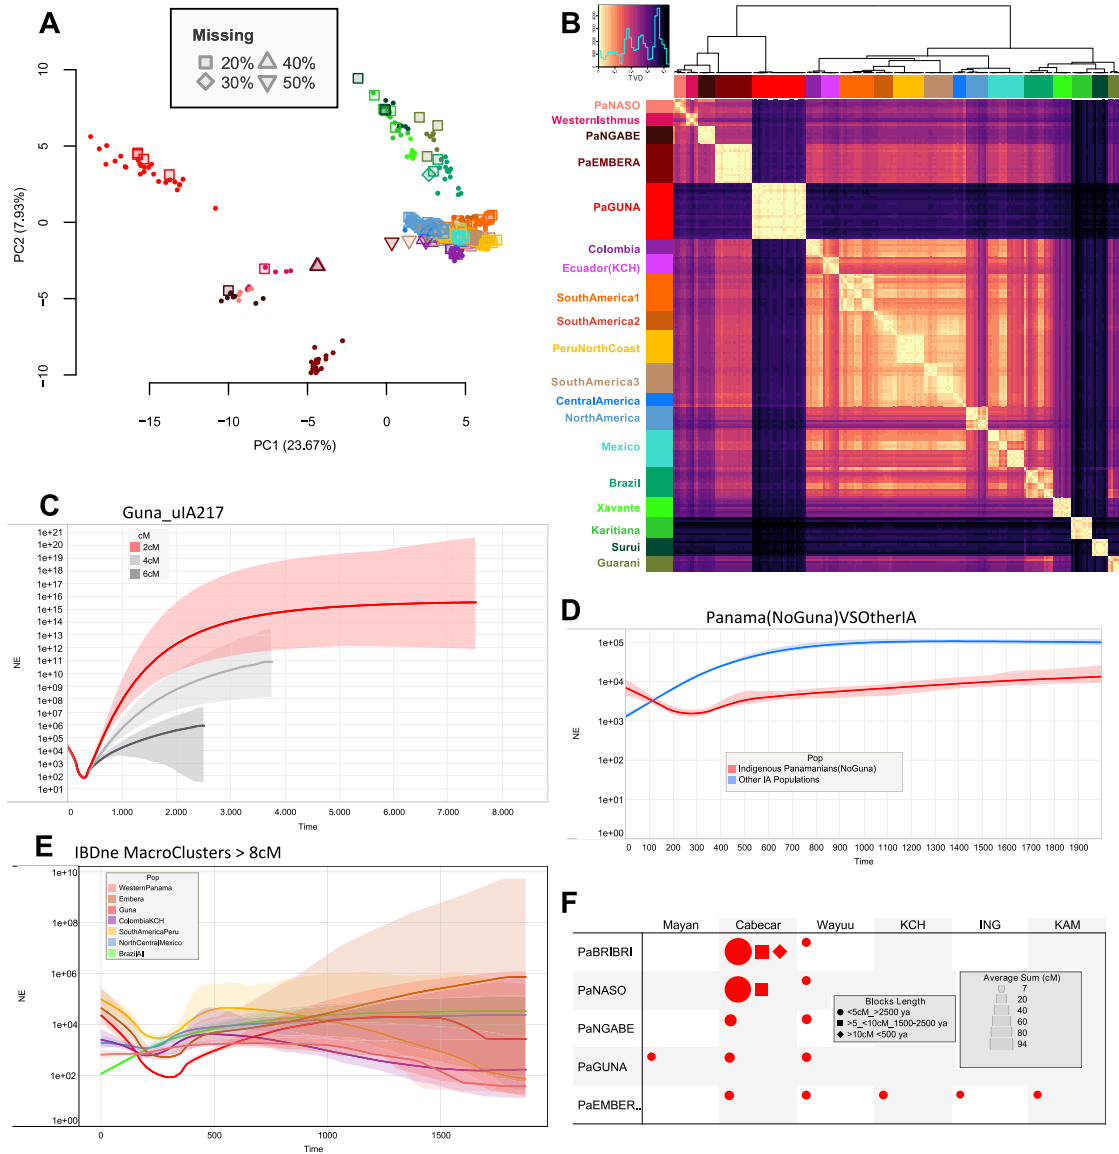 A
Missing
20%
40%
30%
50%
10
5
0
−5
−10
PC2 (7.93%)
−15
−10
−5
0
5
PC1 (23.67%)
B
TVD
PaNASO
WesternIsthmus
PaNGABE
PaEMBERA
PaGUNA
Colombia
Ecuador(KCH)
SouthAmerica1
SouthAmerica2
PeruNorthCoast
SouthAmerica3
CentralAmerica
NorthAmerica
Mexico
Brazil
Xavante
Karitiana
Surui
Guarani
C
Guna_uIA217
cM
2cM
4cM
6cM
1e+21
1e+20
1e+19
1e+18
1e+17
1e+16
1e+15
1e+14
1e+13
1e+12
1e+11
1e+10
1e+09
1e+08
1e+07
1e+06
1e+05
1e+04
1e+03
1e+02
1e+01
NE
0
1.000
2.000
3.000
4.000
5.000
6.000
7.000
8.000
Time
D
Panama(NoGuna)VSOtherIA
1e+05
1e+04
1e+03
1e+02
1e+01
1e+00
NE
Pop
Indigenous Panamanians(NoGuna)
Other IA Populations
0 100 200 300 400 500 600 700 800 900 1000 1100 1200 1300 1400 1500 1600 1700 1800 1900
Time
E
IBDne MacroClusters > 8cM
Pop
WesternPanama
Embera
Guna
ColombiaKCH
SouthAmericaPeru
NorthCentralMexico
BrazilAll
1e+10
1e+08
1e+06
1e+04
1e+02
1e+00
NE
0
500
1000
1500
Time
F
Mayan
Cabecar
Wayuu
KCH
ING
KAM
PaBRIBRI
PaNASO
PaNGABE
PaGUNA
PaEMBER..
Blocks Length
<5cM_>2500 ya
>5_<10cM_1500-2500 ya
>10cM <500 ya
Average Sum (cM)
7
20
40
60
80
94